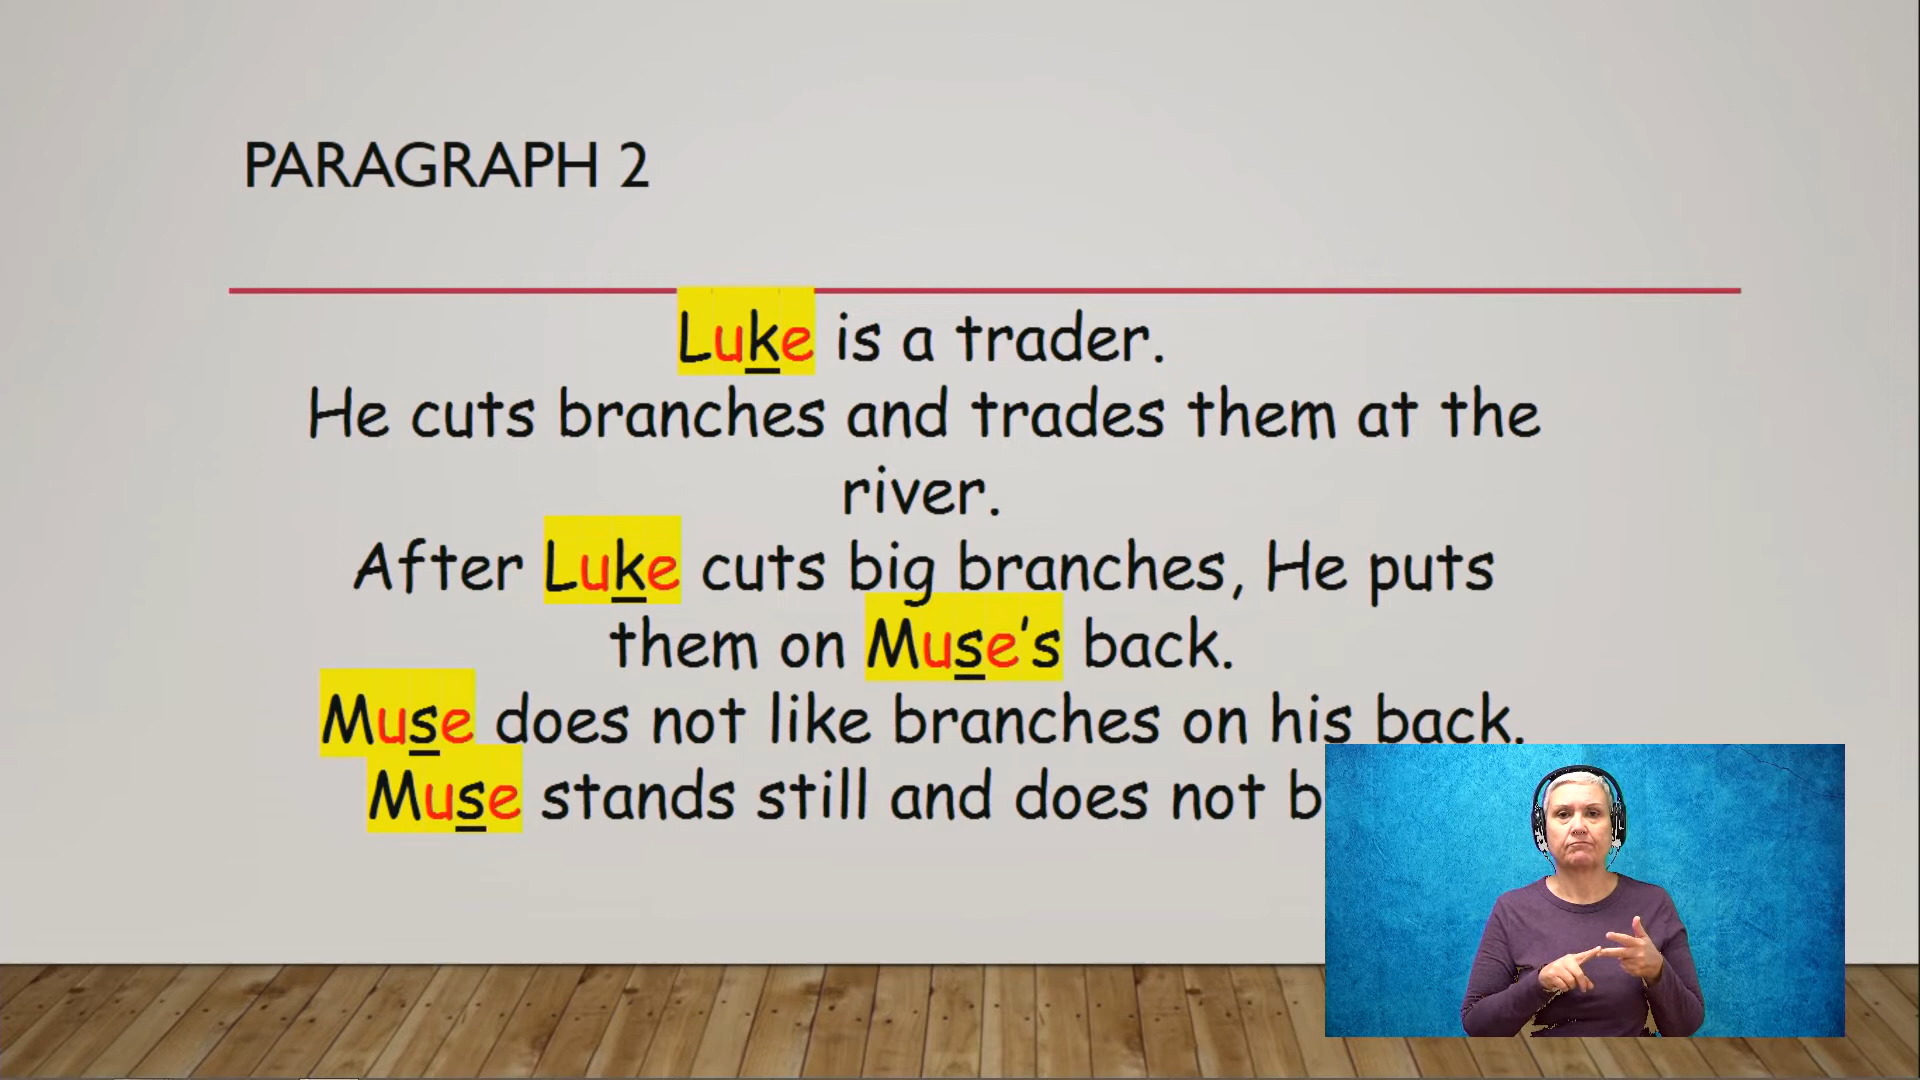 PARAGRAPH 2
Luke is a trader.
He cuts branches and trades them at the
river.
After Luke cuts big branches, He puts
them on Muse's back.
Muse does not like branches on his back.
Muse stands still and does not